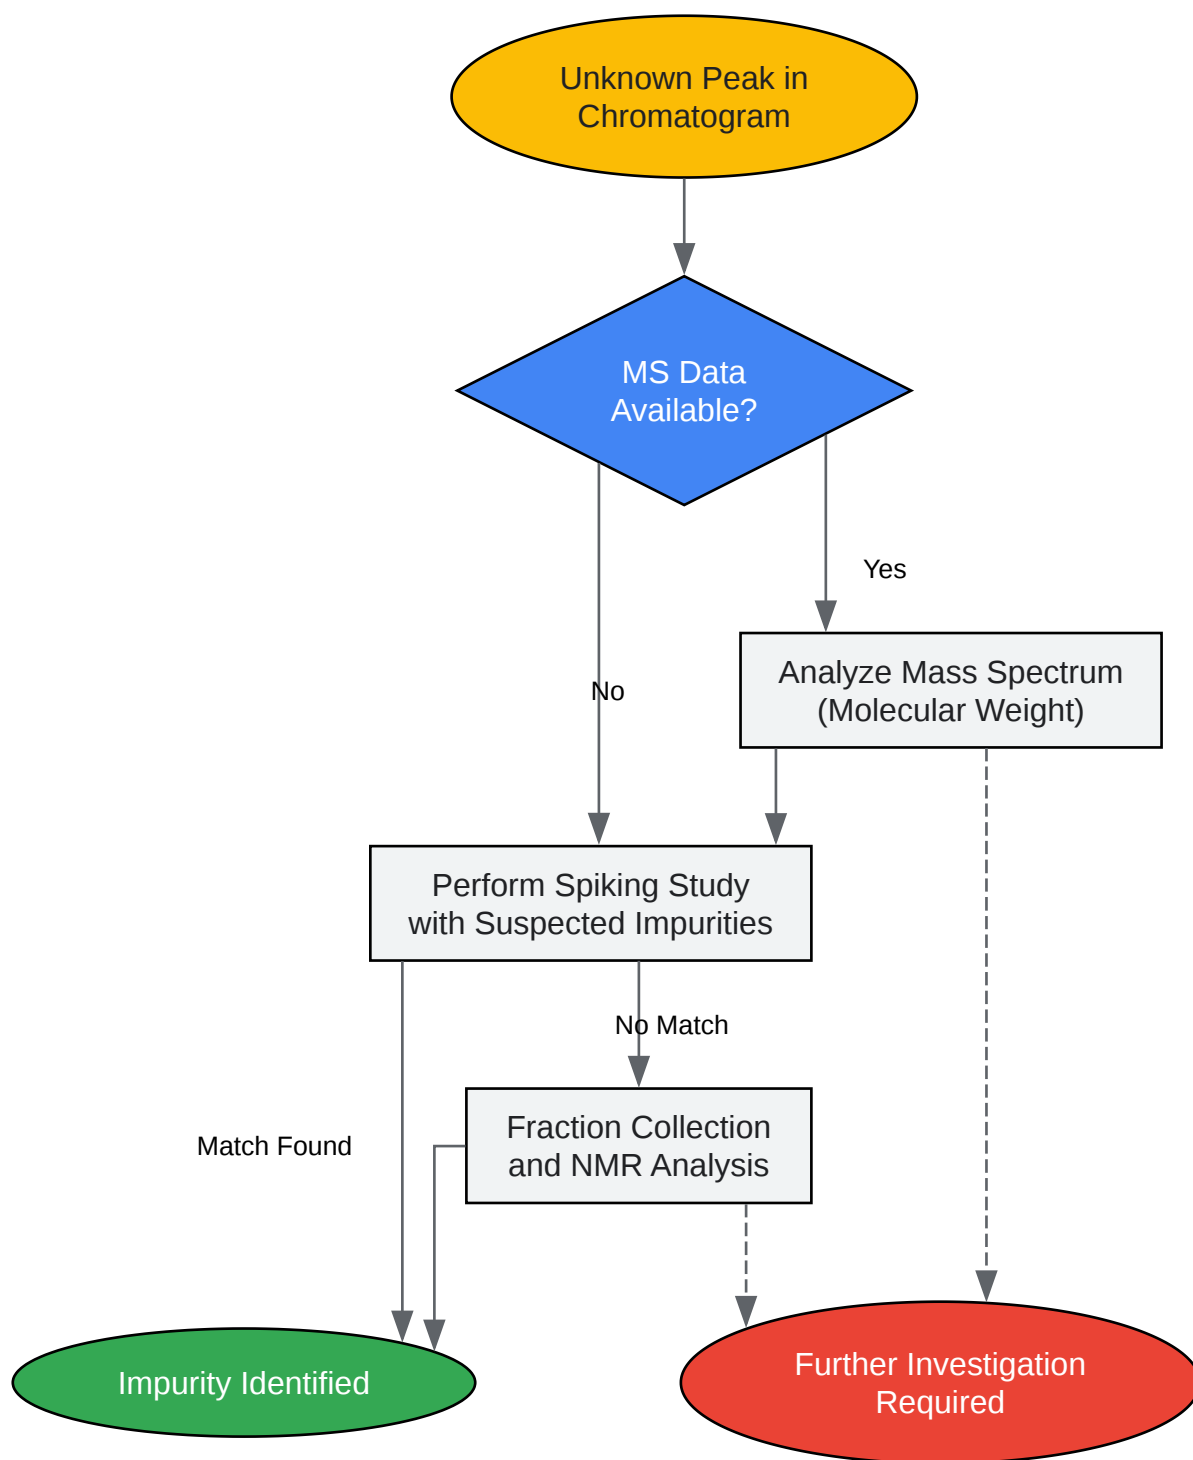 Unknown Peak in
Chromatogram
MS Data
Available?
Yes
Analyze Mass Spectrum
(Molecular Weight)
No
Perform Spiking Study
with Suspected Impurities
No Match
Fraction Collection
and NMR Analysis
Match Found
Impurity Identified
Further Investigation
Required